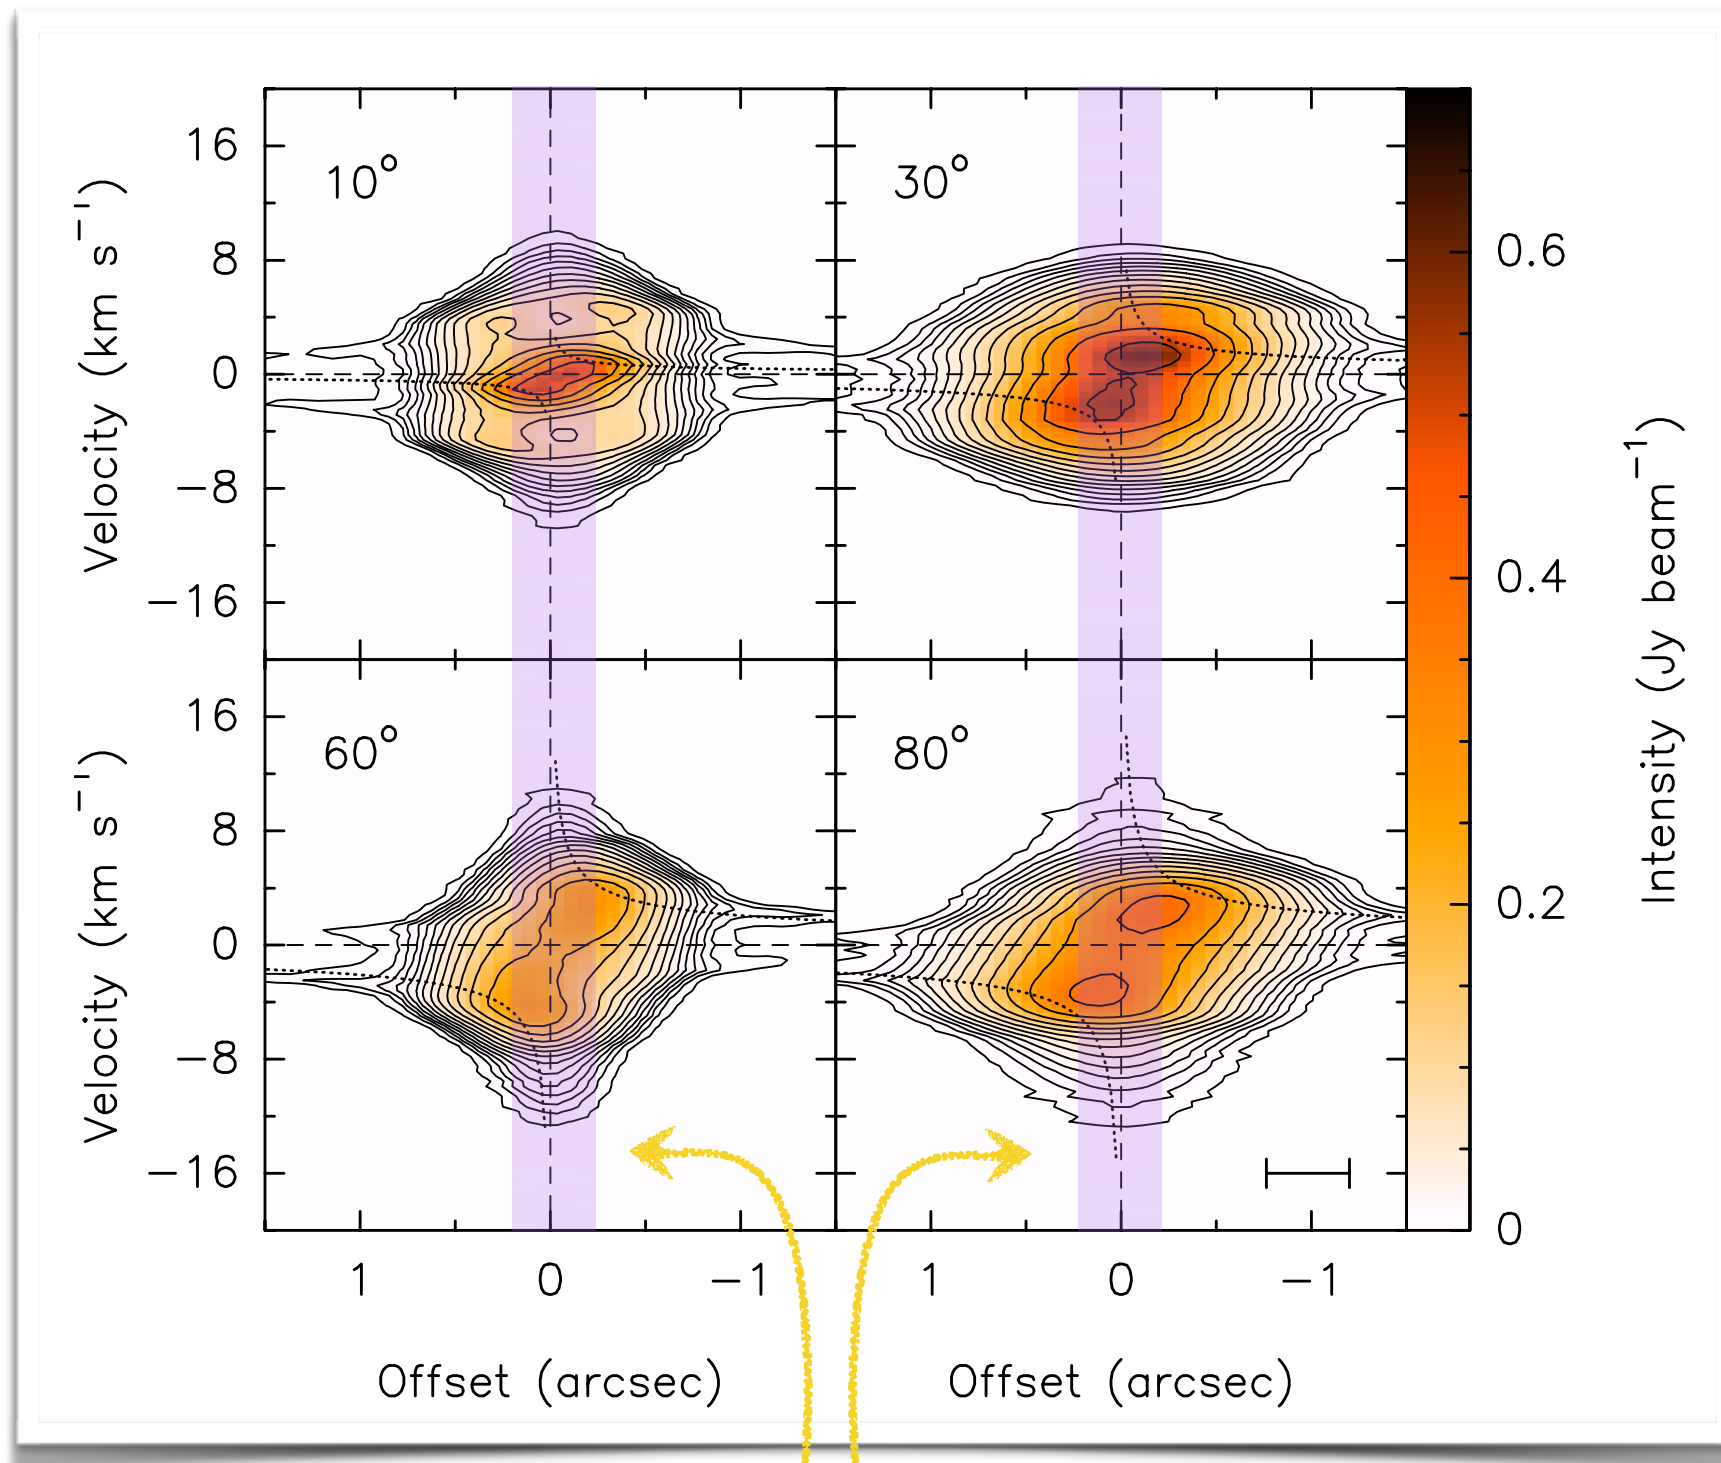 10°
30°
16
8
0
−8
−16
Velocity (km s⁻¹)
60°
80°
16
8
0
−8
−16
Velocity (km s⁻¹)
1 0 −1
1 0 −1
Offset (arcsec)
Offset (arcsec)
0.6
0.4
0.2
0
Intensity (Jy beam⁻¹)